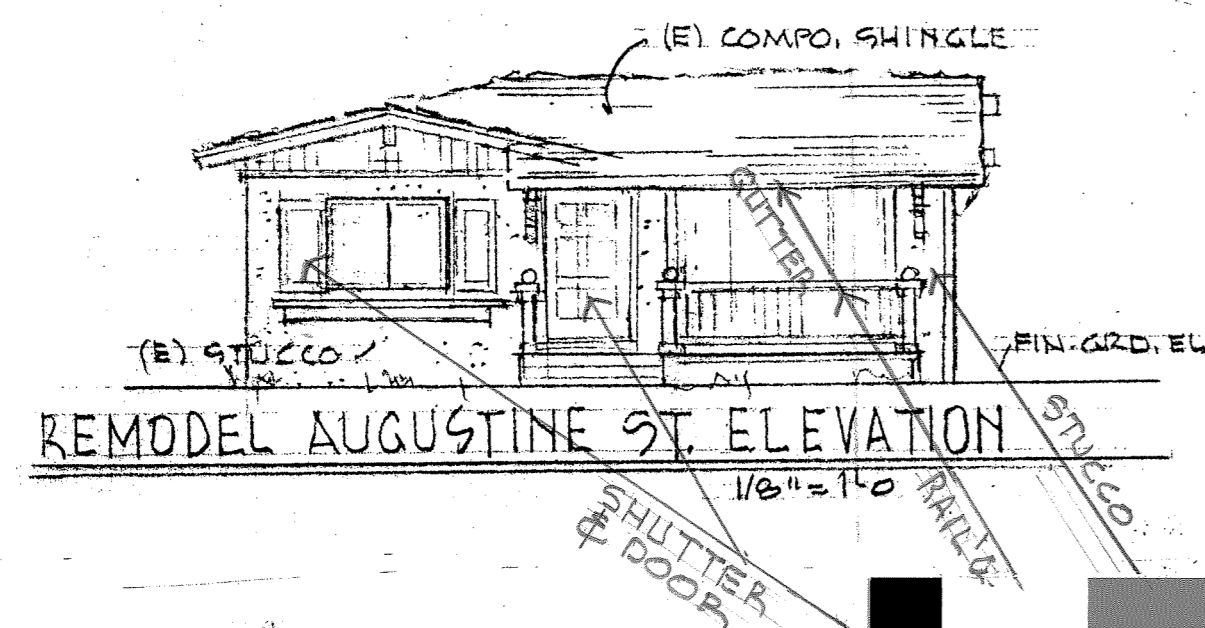 (E) COMPO. SHINGLE
GUTTER
(E) STUCCO
FIN. GRD. EL
REMODEL AUGUSTINE ST. ELEVATION
1/8" = 1'-0
STUCCO
RAIL'G
SHUTTER
& DOOR